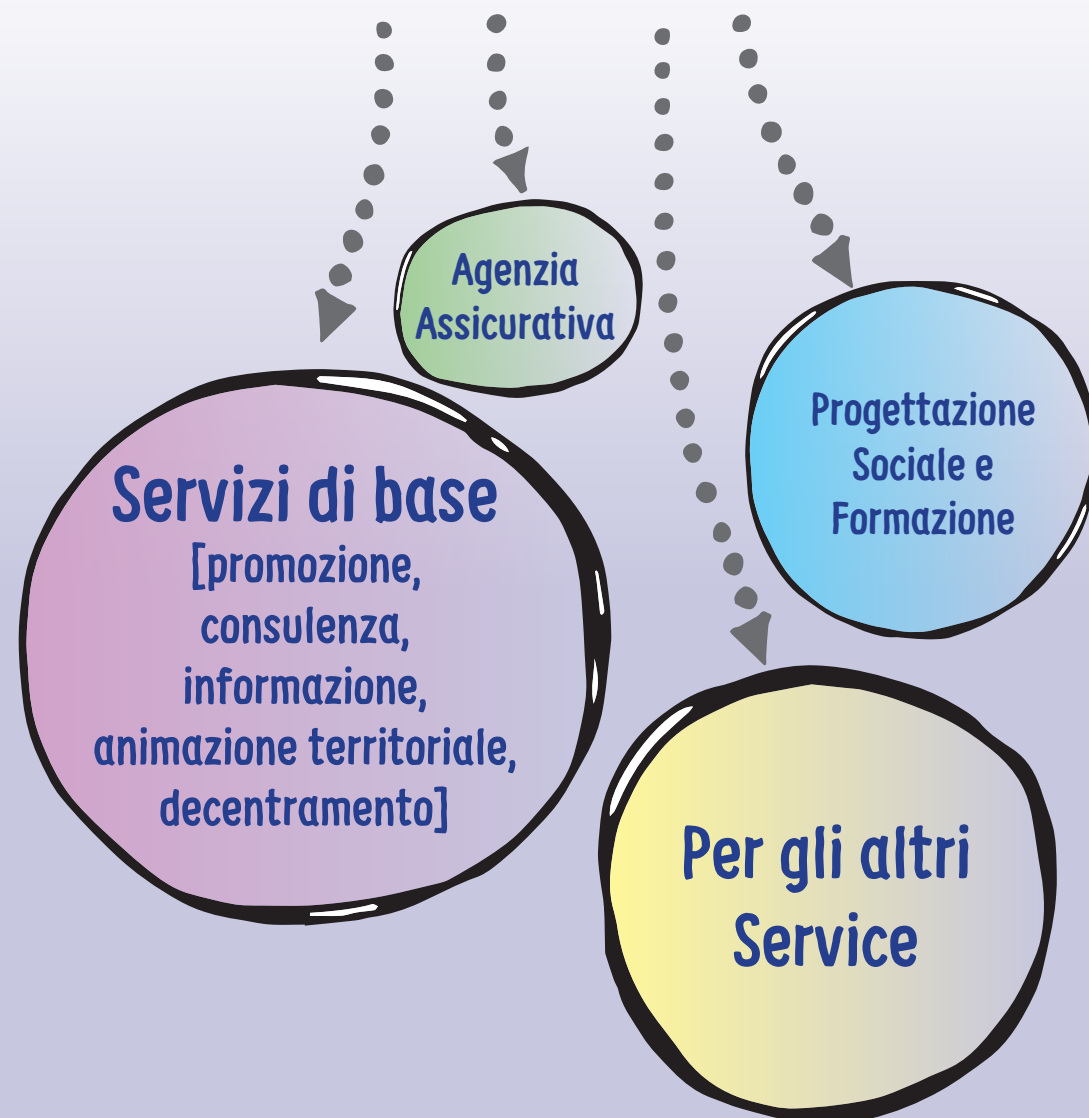 Agenzia
Assicurativa
Progettazione
Sociale e
Formazione
Servizi di base
[promozione,
consulenza,
informazione,
animazione territoriale,
decentramento]
Per gli altri
Service